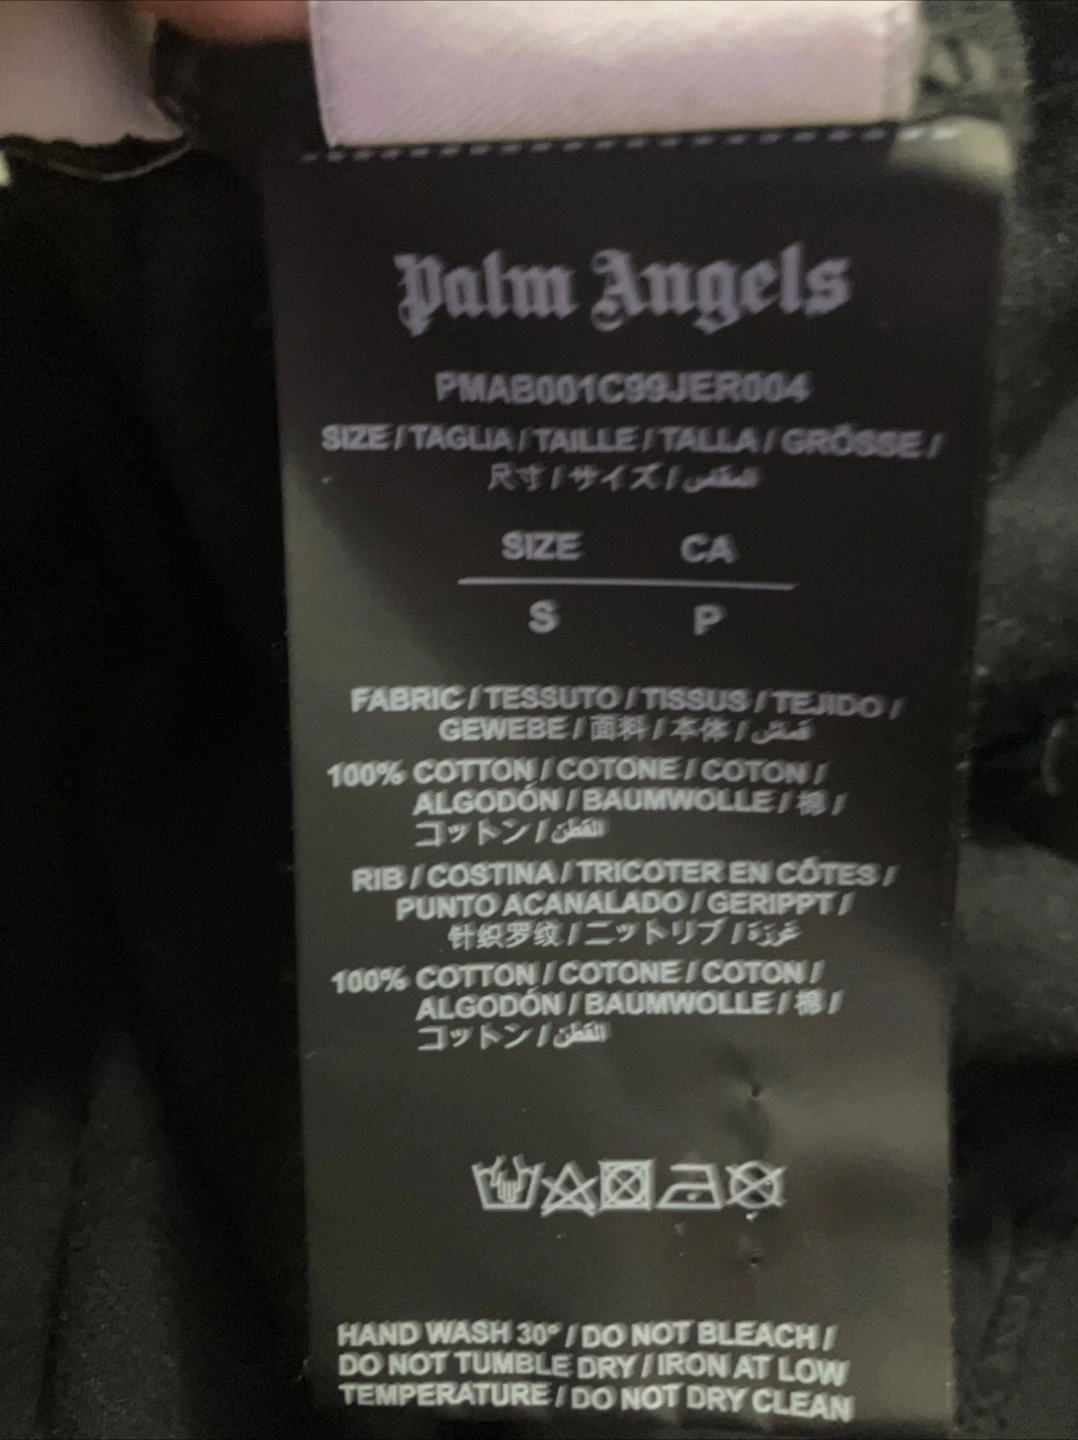 Palm Angels
PMAB001C99JER004
SIZE / TAGLIA / TAILLE / TALLA / GRÖSSE /
尺寸 / サイズ / المقاس
SIZE CA
S P
FABRIC / TESSUTO / TISSUS / TEJIDO /
GEWEBE / 面料 / 本体 / قماش
100% COTTON / COTONE / COTON /
ALGODÓN / BAUMWOLLE / 棉 /
コットン / القطن
RIB / COSTINA / TRICOTER EN CÔTES /
PUNTO ACANALADO / GERIPPT /
针织罗纹 / ニットリブ /
100% COTTON / COTONE / COTON /
ALGODÓN / BAUMWOLLE / 棉 /
コットン / القطن
HAND WASH 30° / DO NOT BLEACH /
DO NOT TUMBLE DRY / IRON AT LOW
TEMPERATURE / DO NOT DRY CLEAN